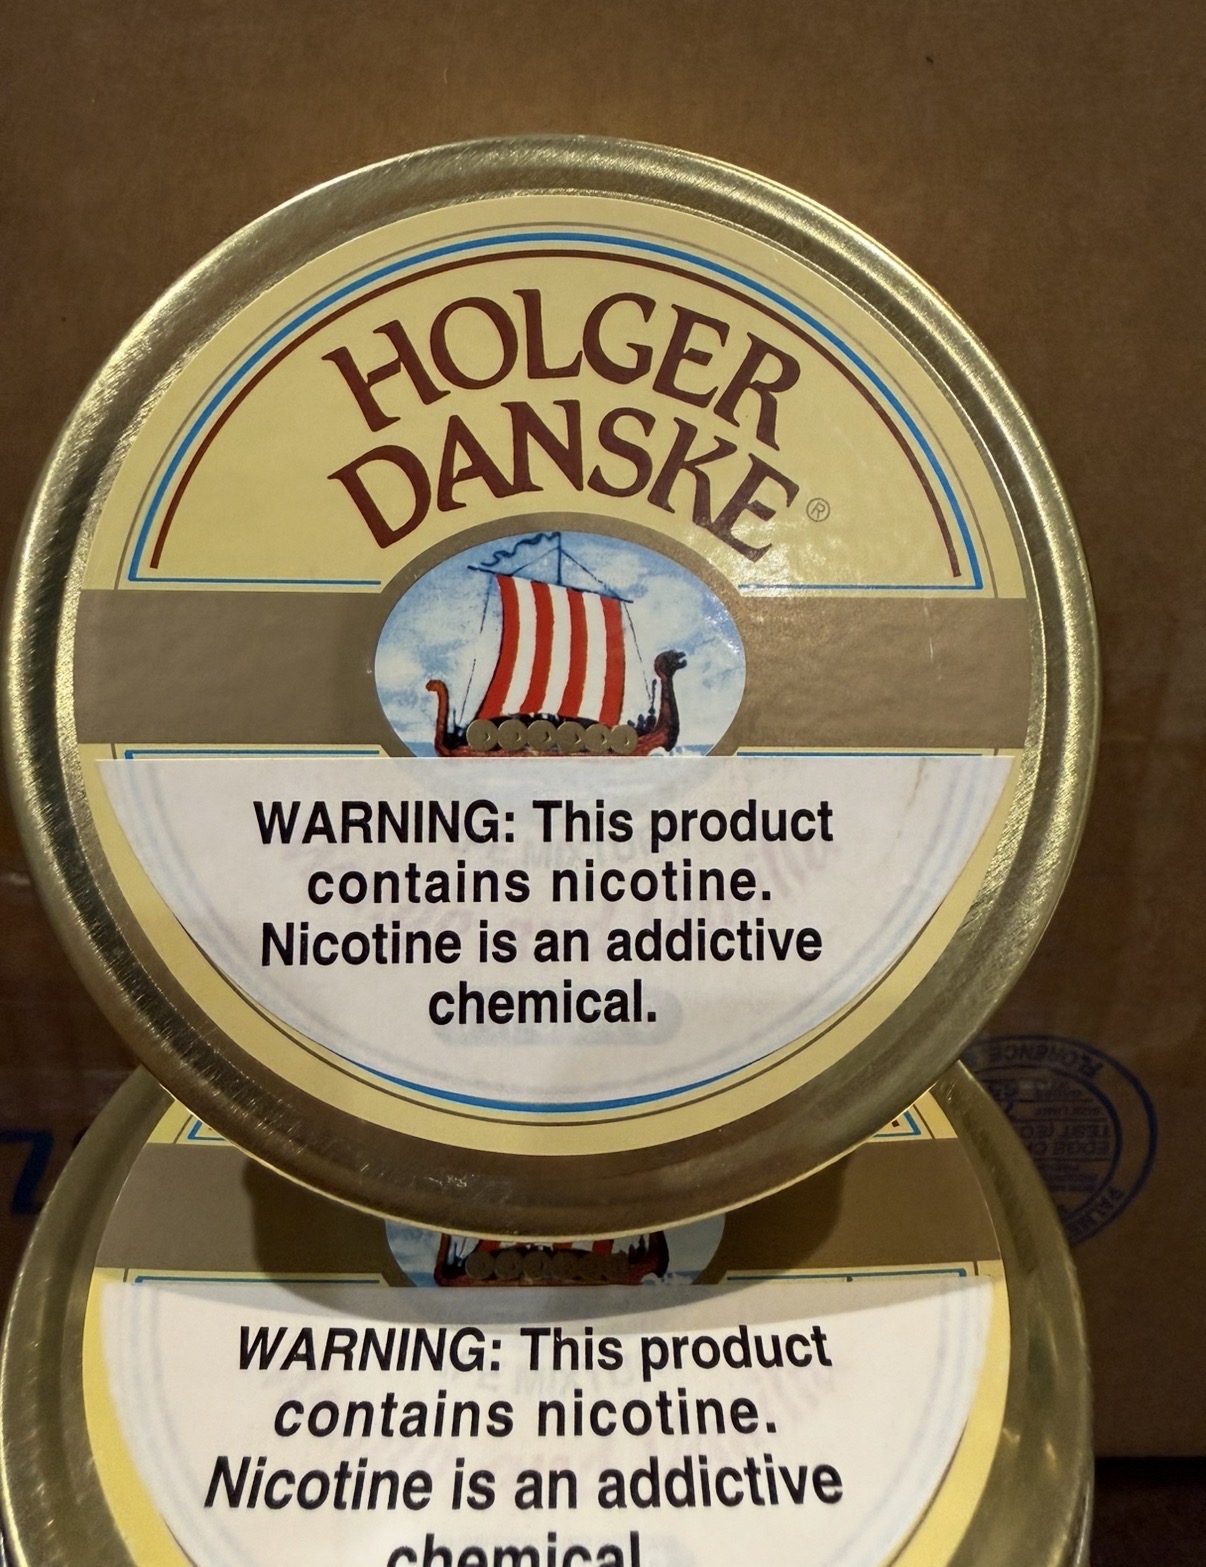 HOLGER
DANSKE®
WARNING: This product
contains nicotine.
Nicotine is an addictive
chemical.
WARNING: This product
contains nicotine.
Nicotine is an addictive
chemical.